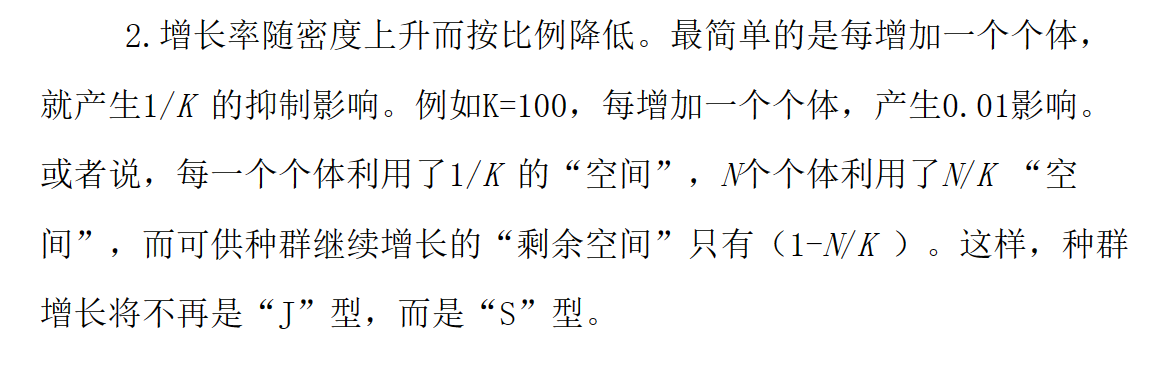 2.增长率随密度上升而按比例降低。最简单的是每增加一个个体，
就产生1/K 的抑制影响。例如K=100，每增加一个个体，产生0.01影响。
或者说，每一个个体利用了1/K 的“空间”，N个个体利用了N/K “空
间”，而可供种群继续增长的“剩余空间”只有（1-N/K ）。这样，种群
增长将不再是“J”型，而是“S”型。